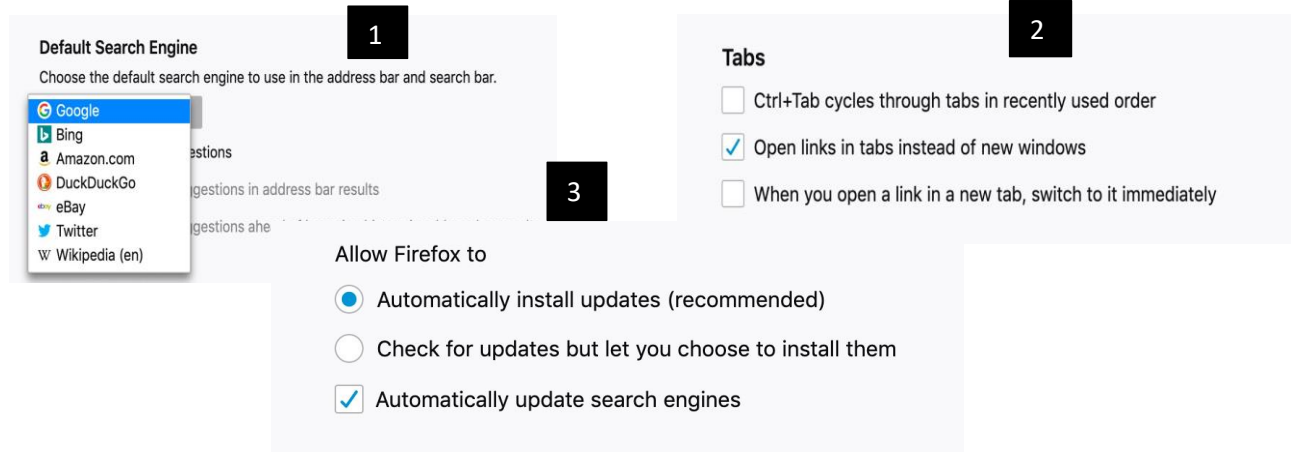 1
Default Search Engine
Choose the default search engine to use in the address bar and search bar.
Google
Bing
Amazon.com
DuckDuckGo
eBay
Twitter
Wikipedia (en)
estions
gestions in address bar results
gestions ahe
2
Tabs
Ctrl+Tab cycles through tabs in recently used order
Open links in tabs instead of new windows
When you open a link in a new tab, switch to it immediately
3
Allow Firefox to
Automatically install updates (recommended)
Check for updates but let you choose to install them
Automatically update search engines